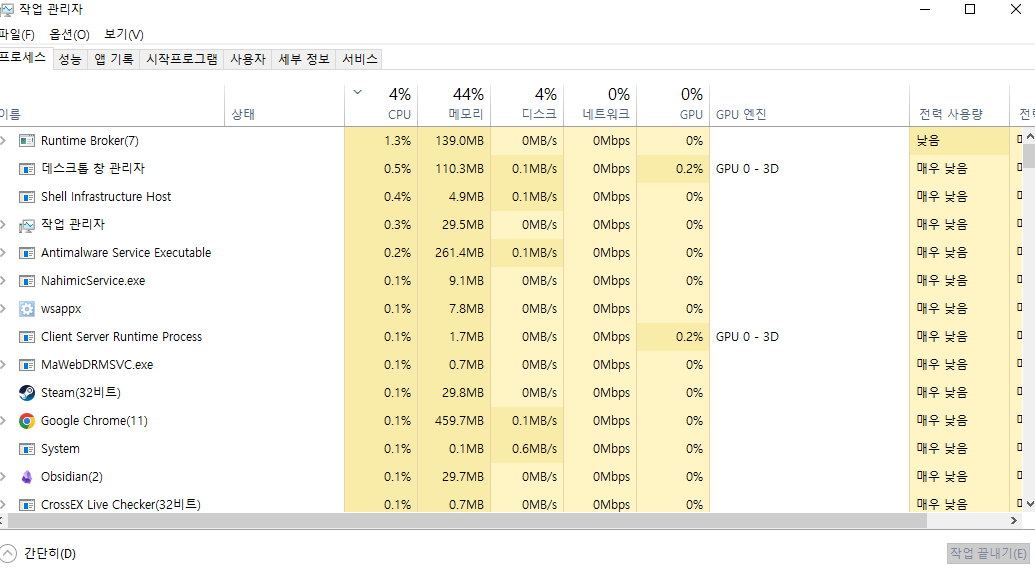 작업 관리자
파일(F) 옵션(O) 보기(V)
프로세스 성능 앱 기록 시작프로그램 사용자 세부 정보 서비스
4% 44% 4% 0% 0%
이름 상태 CPU 메모리 디스크 네트워크 GPU GPU 엔진 전력 사용량 전력
Runtime Broker(7) 1.3% 139.0MB 0MB/s 0Mbps 0% 낮음
데스크톱 창 관리자 0.5% 110.3MB 0.1MB/s 0Mbps 0.2% GPU 0 - 3D 매우 낮음
Shell Infrastructure Host 0.4% 4.9MB 0.1MB/s 0Mbps 0% 매우 낮음
작업 관리자 0.3% 29.5MB 0MB/s 0Mbps 0% 매우 낮음
Antimalware Service Executable 0.2% 261.4MB 0.1MB/s 0Mbps 0% 매우 낮음
NahimicService.exe 0.1% 9.1MB 0MB/s 0Mbps 0% 매우 낮음
wsappx 0.1% 7.8MB 0MB/s 0Mbps 0% 매우 낮음
Client Server Runtime Process 0.1% 1.7MB 0MB/s 0Mbps 0.2% GPU 0 - 3D 매우 낮음
MaWebDRMSVC.exe 0.1% 0.7MB 0MB/s 0Mbps 0% 매우 낮음
Steam(32비트) 0.1% 29.8MB 0MB/s 0Mbps 0% 매우 낮음
Google Chrome(11) 0.1% 459.7MB 0.1MB/s 0Mbps 0% 매우 낮음
System 0.1% 0.1MB 0.6MB/s 0Mbps 0% 매우 낮음
Obsidian(2) 0.1% 29.7MB 0MB/s 0Mbps 0% 매우 낮음
CrossEX Live Checker(32비트) 0.1% 0.7MB 0MB/s 0Mbps 0% 매우 낮음
간단히(D) 작업 끝내기(E)